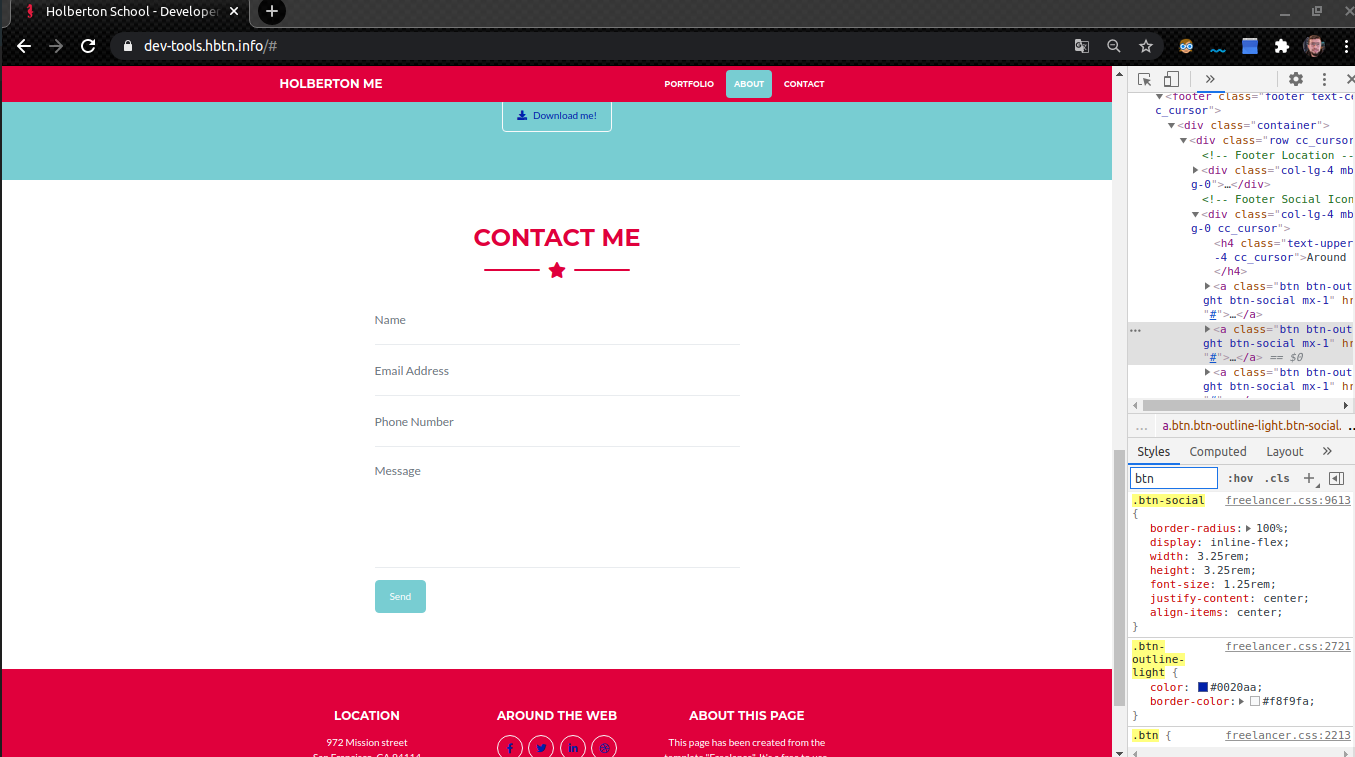 Holberton School - Develope
dev-tools.hbtn.info/#
HOLBERTON ME
PORTFOLIO
ABOUT
CONTACT
Download me!
CONTACT ME
Name
Email Address
Phone Number
Message
Send
LOCATION
972 Mission street
AROUND THE WEB
ABOUT THIS PAGE
This page has been created from the
<footer class="footer text-ce
c_cursor">
<div class="container">
<div class="row cc_cursor
<!-- Footer Location --
<div class="col-lg-4 mb
g-0">…</div>
<!-- Footer Social Icon
<div class="col-lg-4 mb
g-0 cc_cursor">
<h4 class="text-upper
-4 cc_cursor">Around
</h4>
<a class="btn btn-out
ght btn-social mx-1" hr
"#">…</a>
<a class="btn btn-out
ght btn-social mx-1" hr
"#">…</a> == $0
<a class="btn btn-out
ght btn-social mx-1" hr
a.btn.btn-outline-light.btn-social.
Styles
Computed
Layout
btn
:hov
.cls
.btn-social freelancer.css:9613
{
border-radius: 100%;
display: inline-flex;
width: 3.25rem;
height: 3.25rem;
font-size: 1.25rem;
justify-content: center;
align-items: center;
}
.btn- freelancer.css:2721
outline-
light {
color: #0020aa;
border-color: #f8f9fa;
}
.btn { freelancer.css:2213